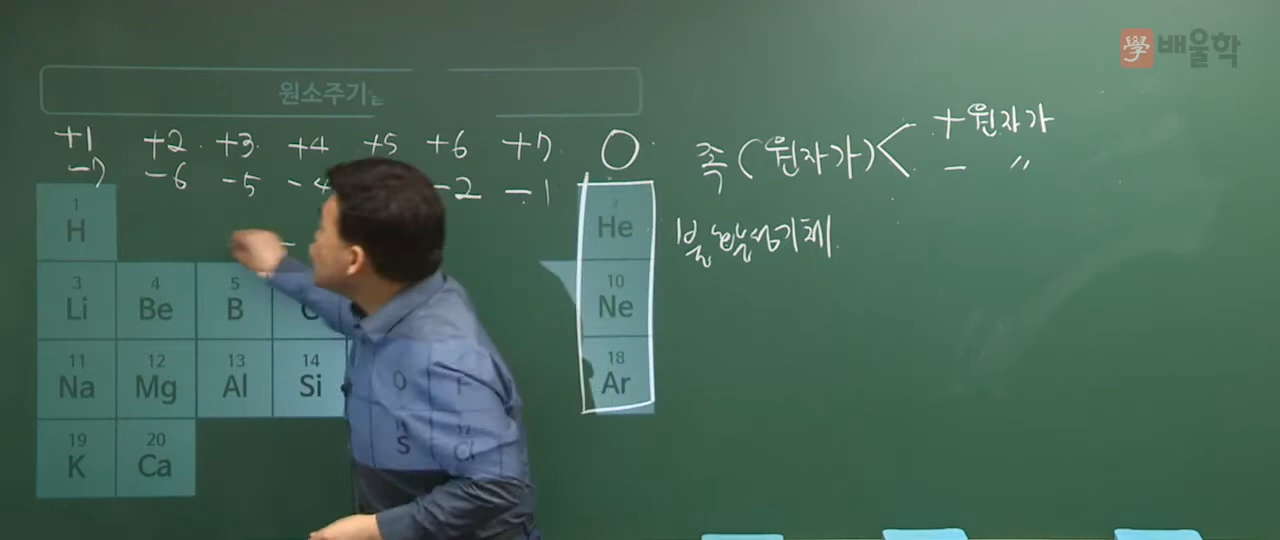 學 배울학
원소주기
+1 +2 +3 +4 +5 +6 +7 0
-7 -6 -5 -4 -2 -1
족(원자가) < +원자가
- 〃
불활성기체
1 H
He
3 Li 4 Be 5 B 10 Ne
11 Na 12 Mg 13 Al 14 Si S Cl 18 Ar
19 K 20 Ca